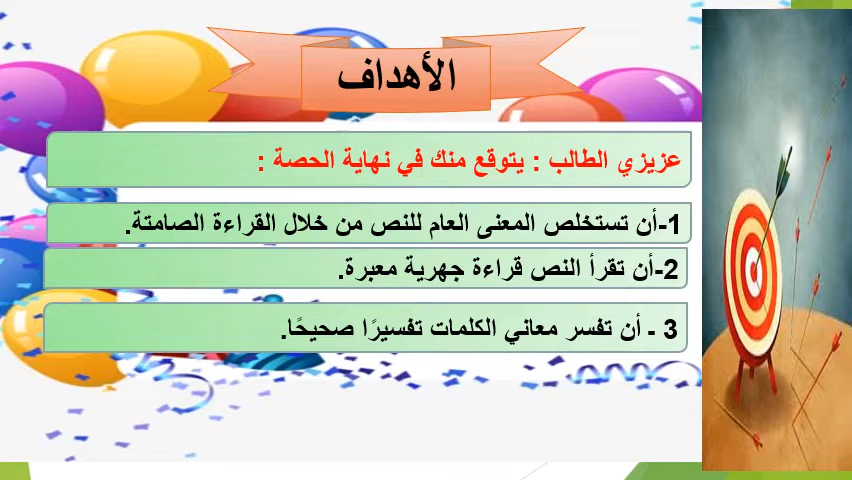 الأهداف
عزيزي الطالب : يتوقع منك في نهاية الحصة :
1-أن تستخلص المعنى العام للنص من خلال القراءة الصامتة.
2-أن تقرأ النص قراءة جهرية معبرة.
3 - أن تفسر معاني الكلمات تفسيرًا صحيحًا.